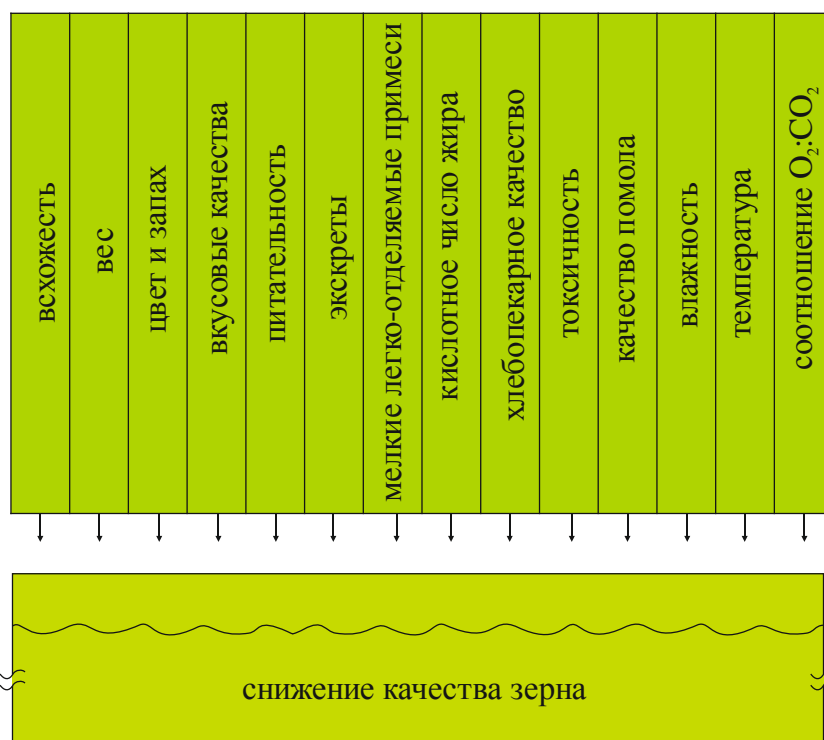 всхожесть
вес
цвет и запах
вкусовые качества
питательность
экскреты
мелкие легко-отделяемые примеси
кислотное число жира
хлебопекарное качество
токсичность
качество помола
влажность
температура
соотношение O₂:CO₂
снижение качества зерна